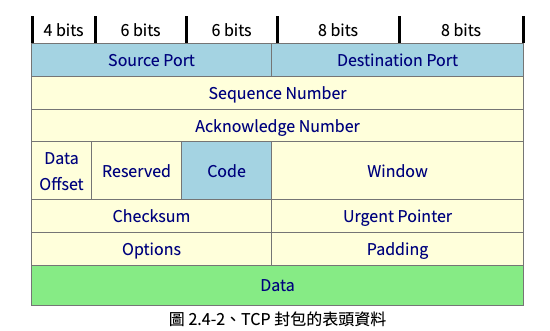 4 bits 6 bits 6 bits 8 bits 8 bits
Source Port Destination Port
Sequence Number
Acknowledge Number
Data Offset Reserved Code Window
Checksum Urgent Pointer
Options Padding
Data
圖 2.4-2、TCP 封包的表頭資料